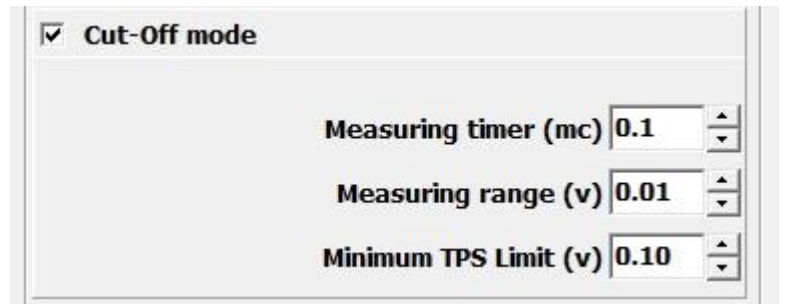 Cut-Off mode
Measuring timer (mc) 0.1
Measuring range (v) 0.01
Minimum TPS Limit (v) 0.10